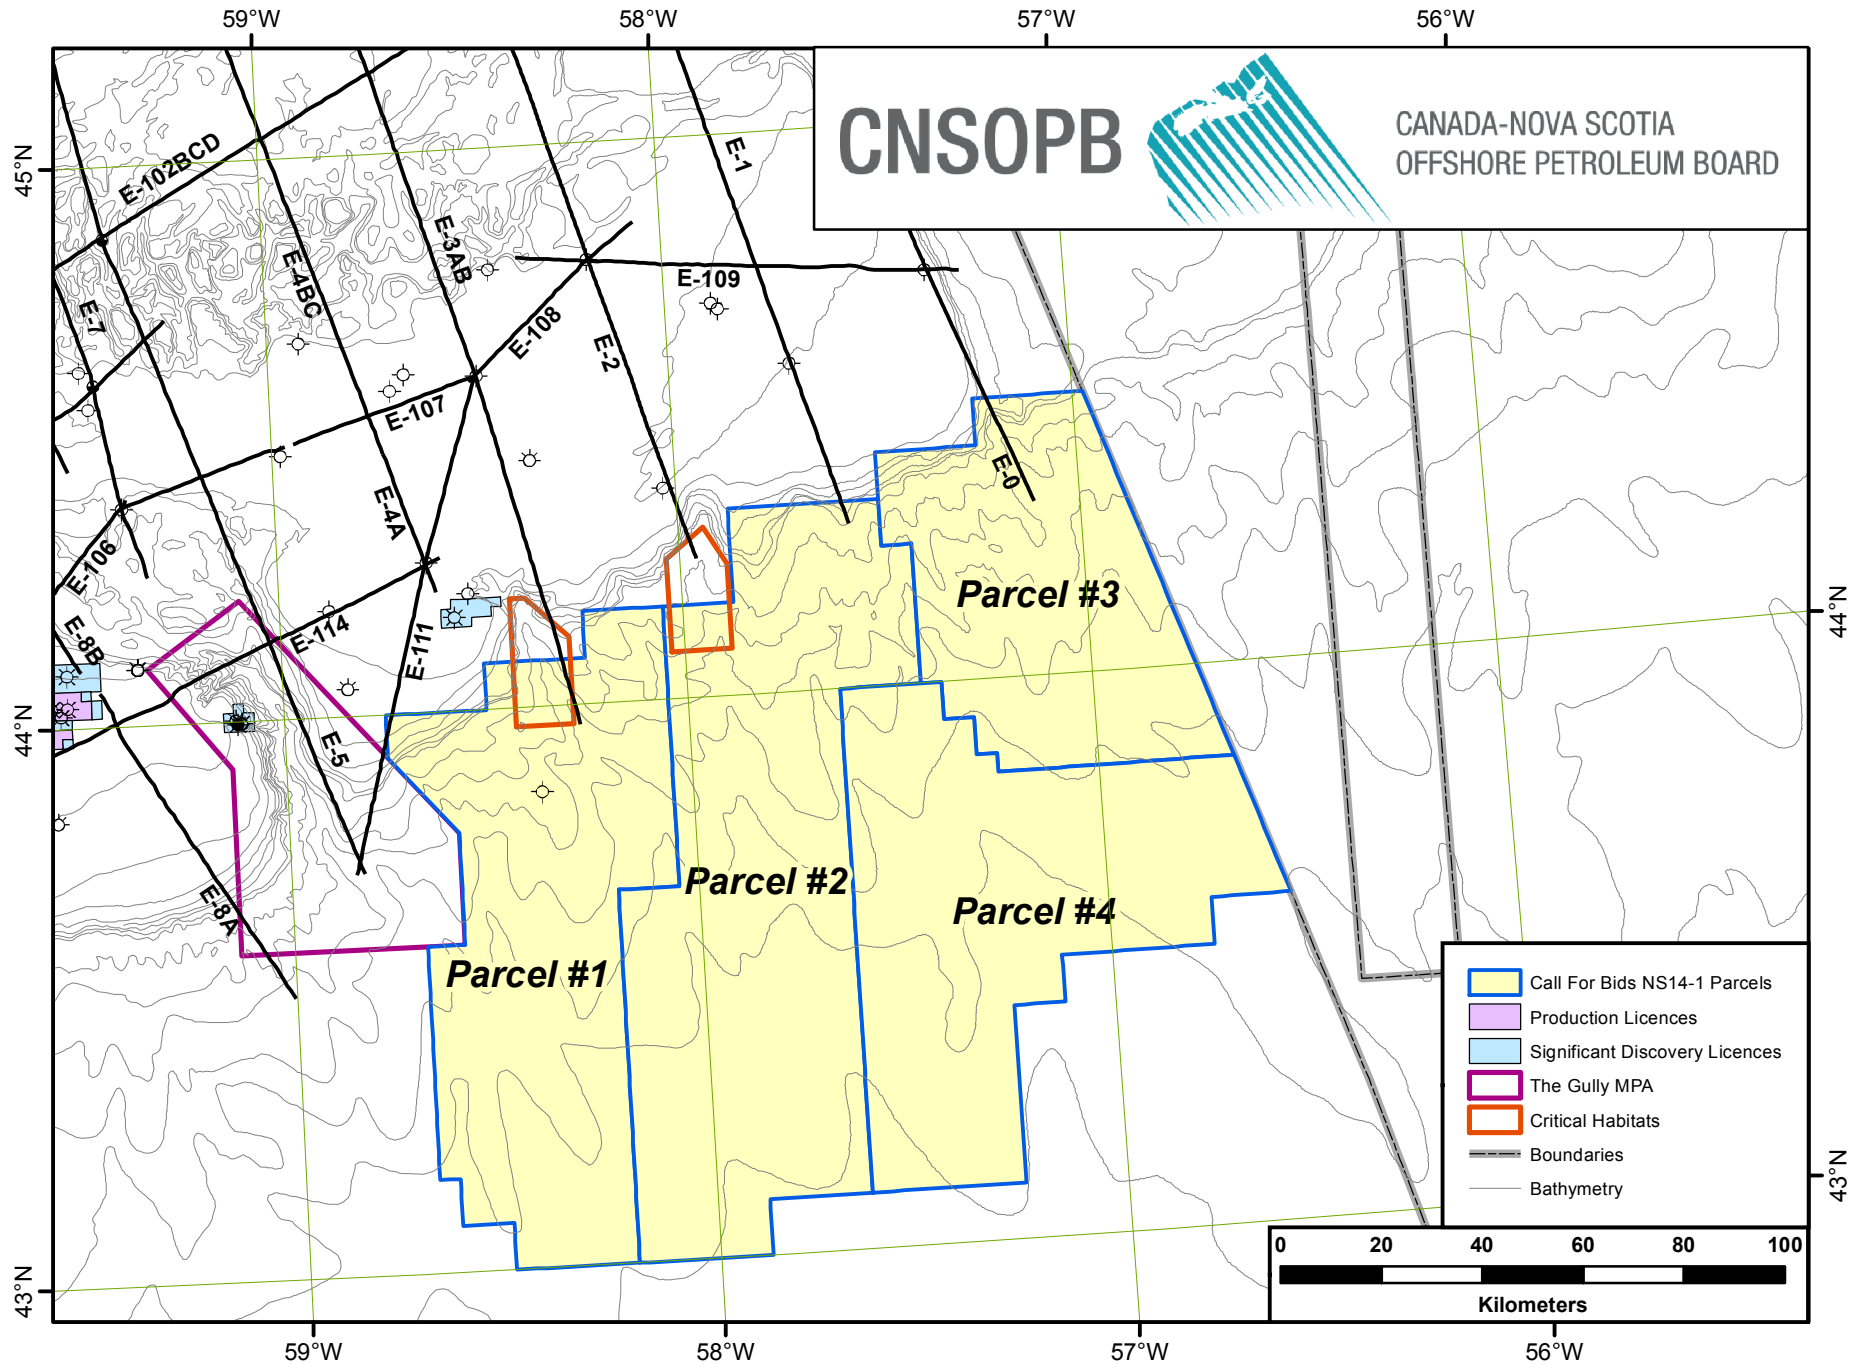 59°W
58°W
57°W
56°W
CNSOPB
CANADA-NOVA SCOTIA
OFFSHORE PETROLEUM BOARD
45°N
E-102BCD
E-1
E-3AB
E-4BC
E-109
E-7
E-108
E-2
E-107
E-0
E-4A
E-106
Parcel #3
44°N
E-114
E-8B
E-111
44°N
E-5
Parcel #2
E-8A
Parcel #4
Parcel #1
Call For Bids NS14-1 Parcels
Production Licences
Significant Discovery Licences
The Gully MPA
Critical Habitats
Boundaries
Bathymetry
43°N
0 20 40 60 80 100
Kilometers
43°N
59°W
58°W
57°W
56°W